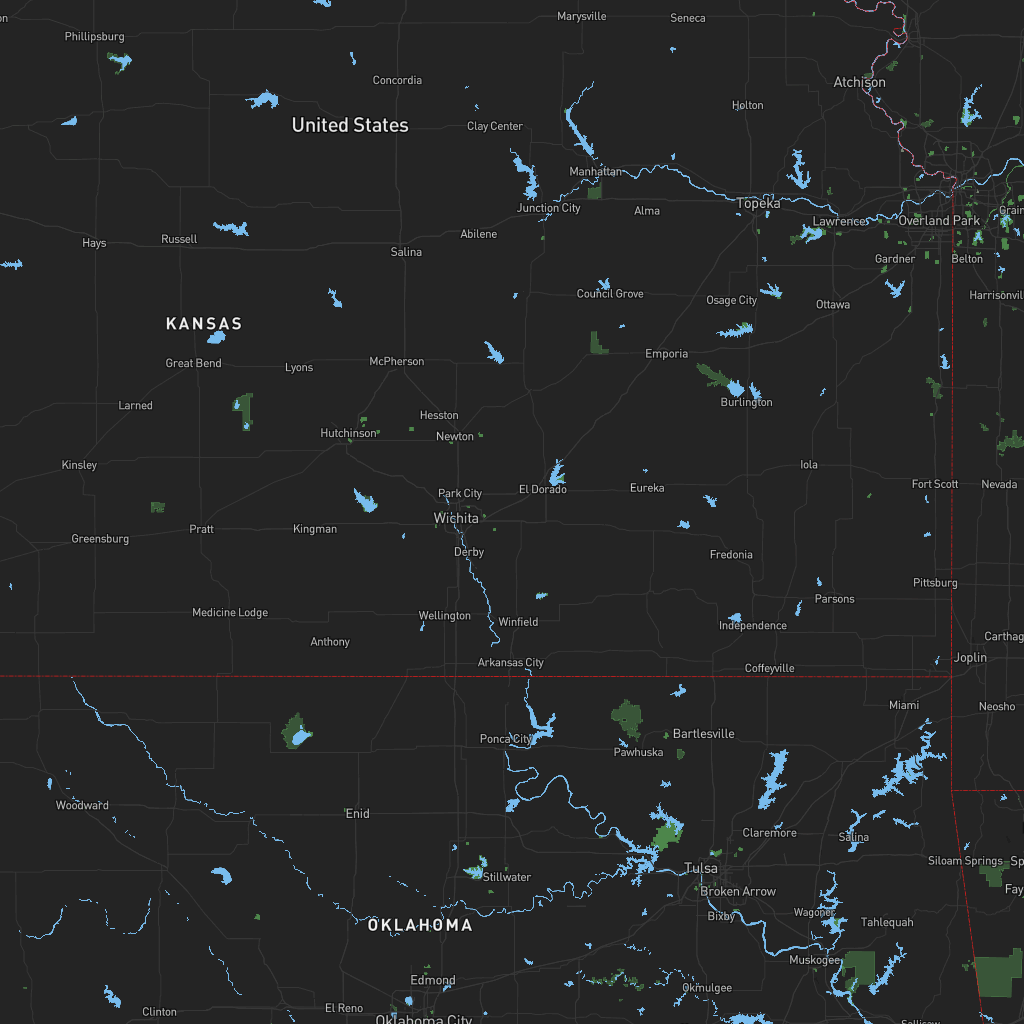 Marysville
Seneca
Phillipsburg
Concordia
Atchison
Holton
United States
Clay Center
Manhattan
Topeka
Junction City
Alma
Lawrence
Overland Park
Grain
Abilene
Russell
Hays
Salina
Gardner
Belton
Council Grove
Osage City
Ottawa
Harrisonvil
KANSAS
Great Bend
Lyons
McPherson
Emporia
Larned
Burlington
Hesston
Hutchinson
Newton
Kinsley
Iola
Park City
El Dorado
Eureka
Fort Scott
Nevada
Wichita
Pratt
Kingman
Greensburg
Derby
Fredonia
Pittsburg
Parsons
Medicine Lodge
Wellington
Winfield
Independence
Anthony
Carthag
Arkansas City
Coffeyville
Joplin
Miami
Neosho
Ponca City
Bartlesville
Pawhuska
Woodward
Enid
Claremore
Salina
Siloam Springs
Sp
Tulsa
Stillwater
Broken Arrow
Fay
Bixby
Wagoner
Tahlequah
OKLAHOMA
Muskogee
Edmond
Okmulgee
El Reno
Clinton
Oklahoma City